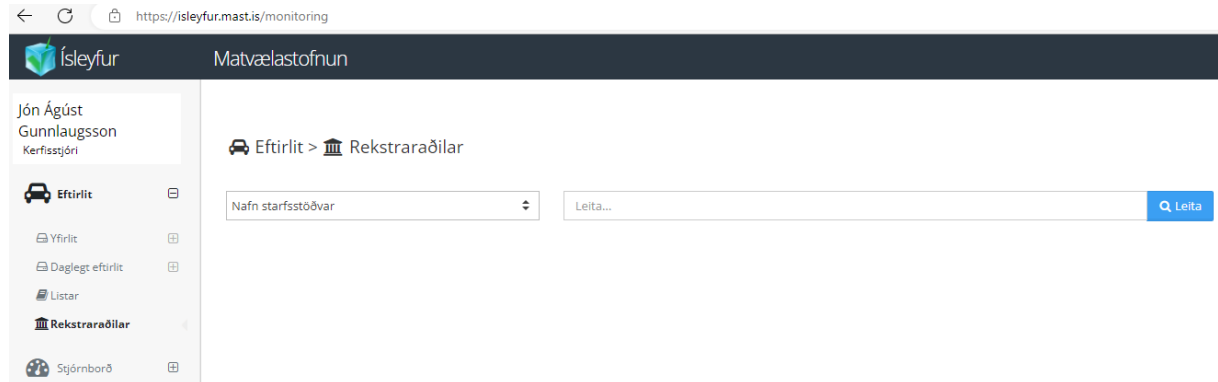 https://isleyfur.mast.is/monitoring
Ísleyfur
Matvælastofnun
Jón Ágúst
Gunnlaugsson
Kerfisstjóri
Eftirlit
Yfirlit
Daglegt eftirlit
Listar
Rekstraraðilar
Stjórnborð
Eftirlit > Rekstraraðilar
Nafn starfsstöðvar
Leita...
Leita